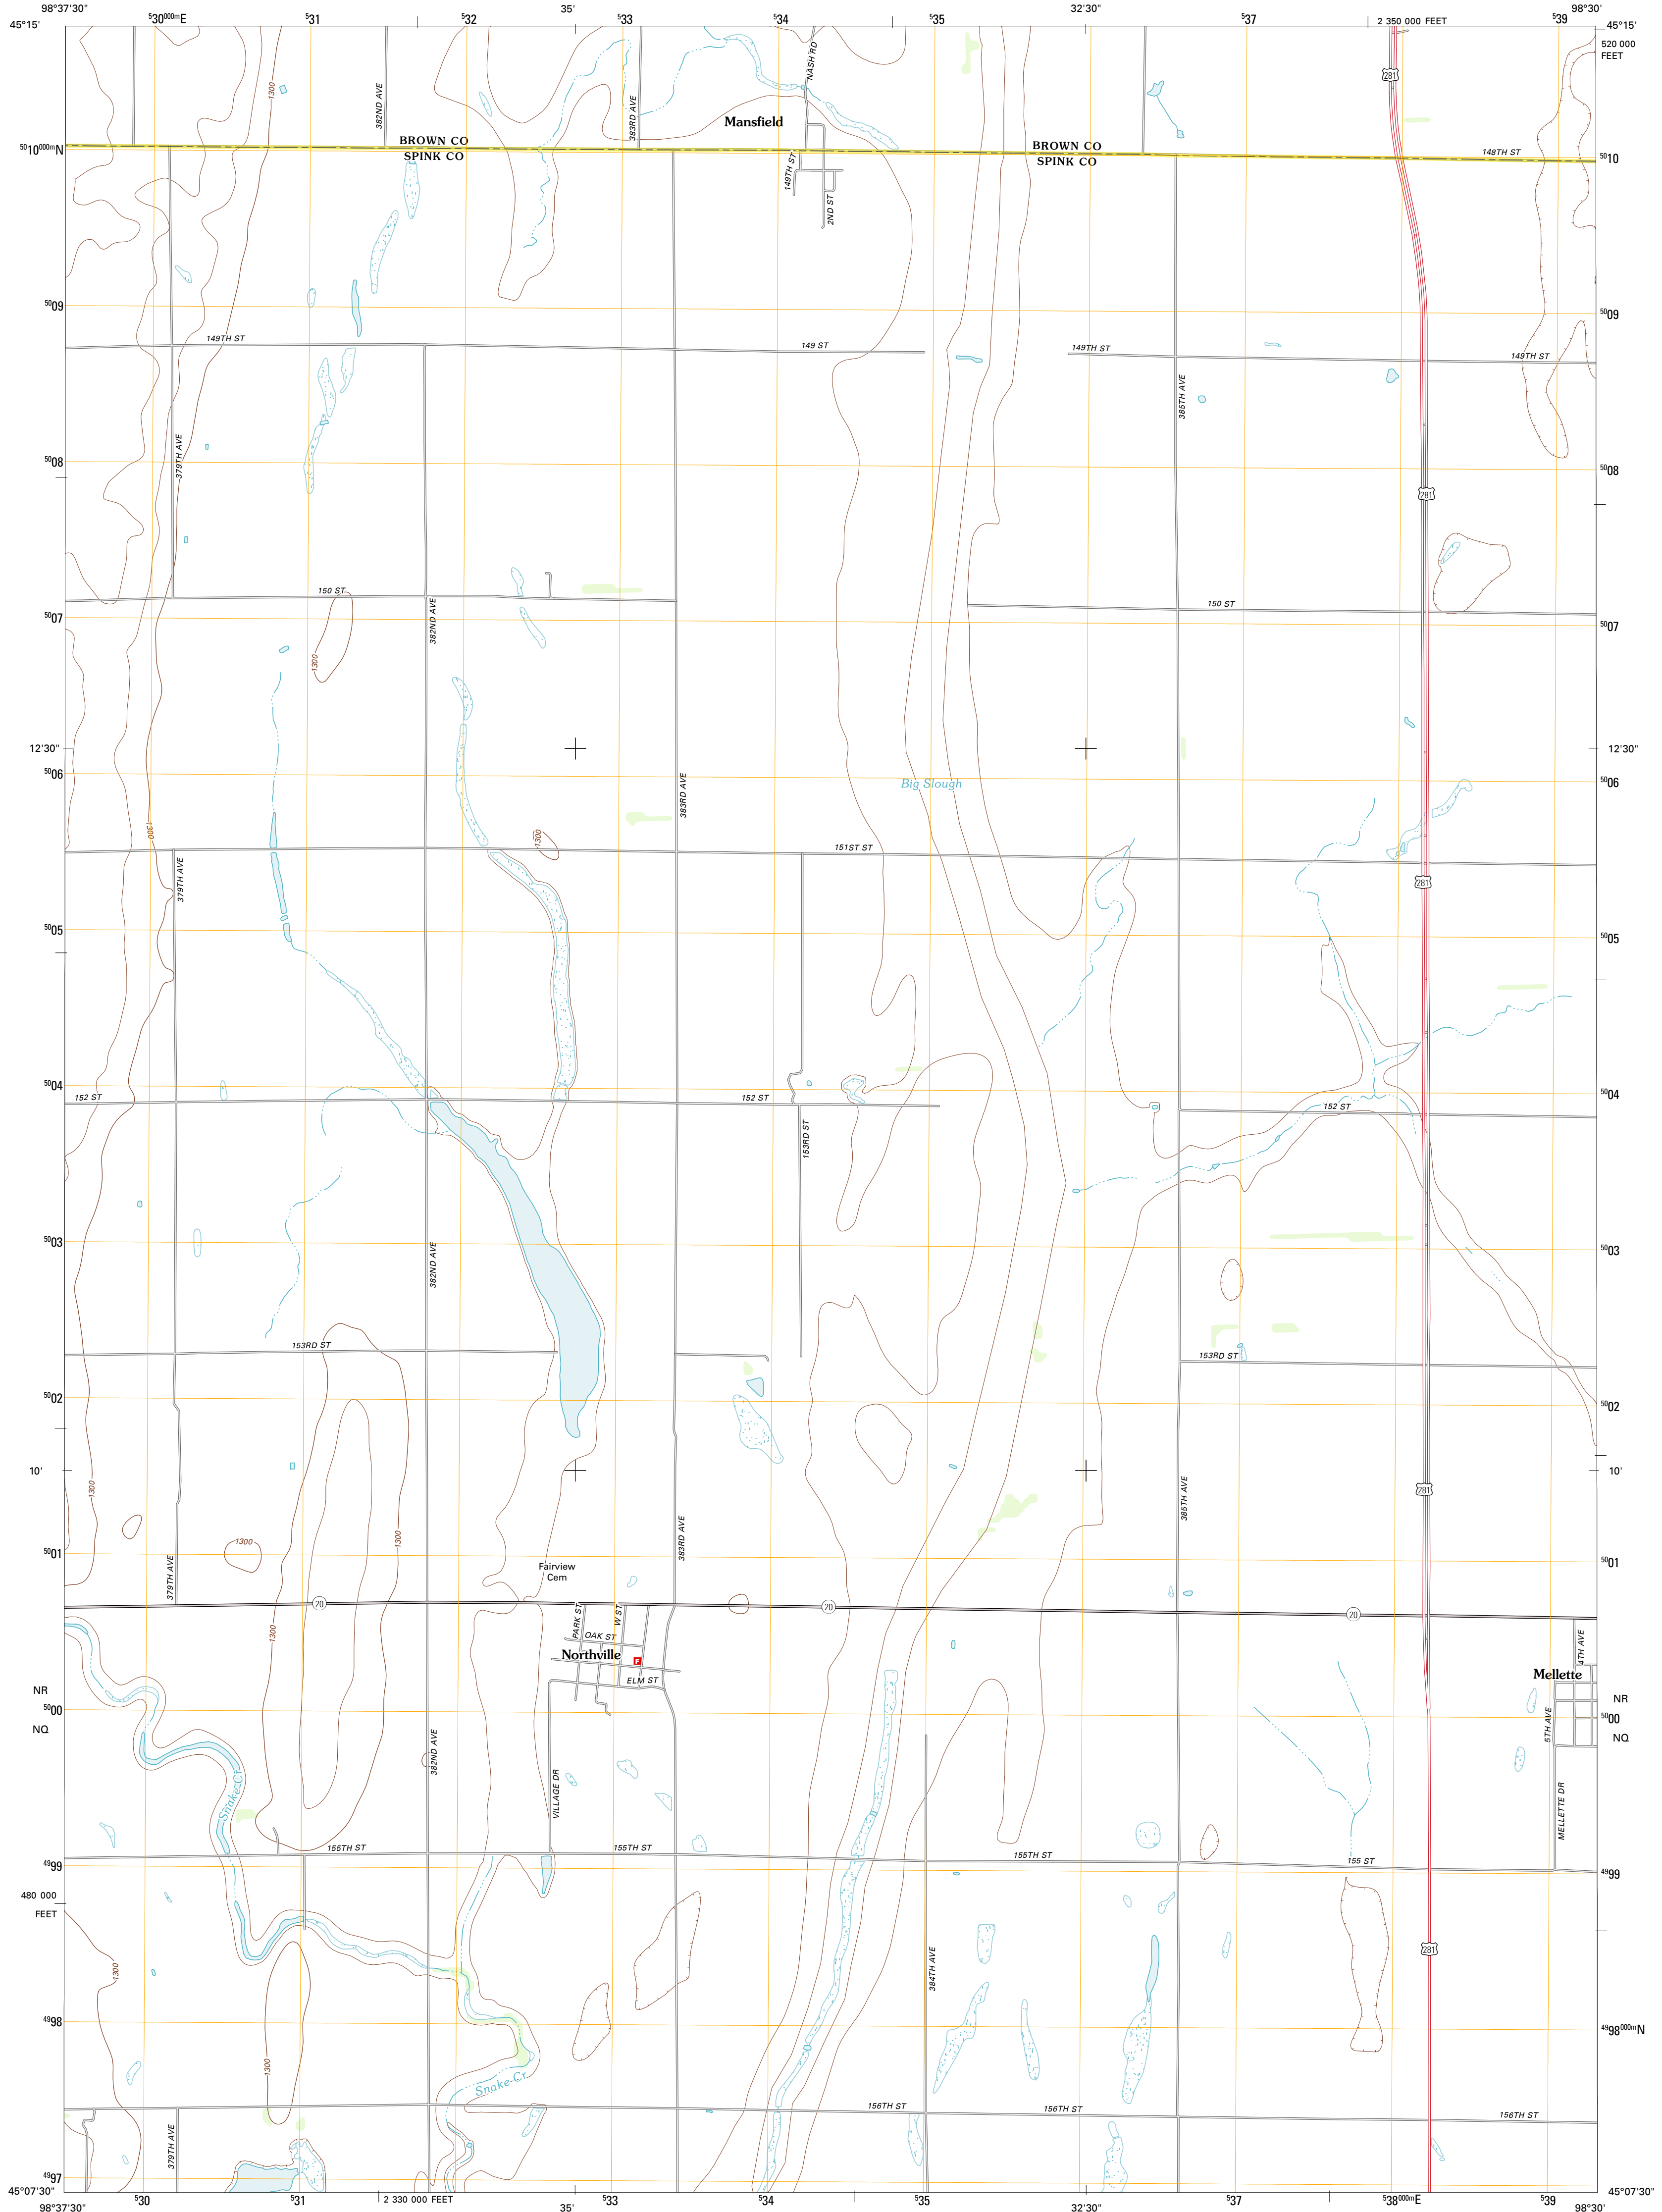 98°37'30"
⁵30⁰⁰⁰ᵐE
⁵31
⁵32
35'
⁵33
⁵34
⁵35
32'30"
⁵37
2 350 000 FEET
⁵39
98°30'
45°15'
45°15'
520 000
FEET
NASH RD
281
1300
382ND AVE
383RD AVE
Mansfield
BROWN CO
SPINK CO
BROWN CO
SPINK CO
148TH ST
⁵⁰10⁰⁰⁰ᵐN
⁵⁰10
149TH ST
2ND ST
⁵⁰09
⁵⁰09
149TH ST
149 ST
149TH ST
149TH ST
385TH AVE
379TH AVE
⁵⁰08
⁵⁰08
281
150 ST
150 ST
382ND AVE
⁵⁰07
⁵⁰07
1300
12'30"
12'30"
⁵⁰06
⁵⁰06
Big Slough
383RD AVE
1300
1300
151ST ST
379TH AVE
281
⁵⁰05
⁵⁰05
⁵⁰04
⁵⁰04
152 ST
152 ST
152 ST
153RD ST
⁵⁰03
⁵⁰03
382ND AVE
153RD ST
153RD ST
⁵⁰02
⁵⁰02
10'
10'
1300
385TH AVE
281
1300
383RD AVE
1300
⁵⁰01
⁵⁰01
Fairview
Cem
379TH AVE
20
20
20
PARK ST
W ST
OAK ST
1300
4TH AVE
Northville
F
ELM ST
Mellette
NR
NQ
NR
NQ
⁵⁰00
⁵⁰00
5TH AVE
382ND AVE
Snake Cr
VILLAGE DR
MELLETTE DR
155TH ST
155TH ST
155TH ST
155 ST
⁴⁹99
⁴⁹99
480 000
FEET
281
384TH AVE
1300
⁴⁹98
⁴⁹98⁰⁰⁰ᵐN
1300
Snake Cr
156TH ST
156TH ST
156TH ST
379TH AVE
⁴⁹97
45°07'30"
45°07'30"
98°37'30"
⁵30
⁵31
2 330 000 FEET
35'
⁵33
⁵34
⁵35
32'30"
⁵37
⁵38⁰⁰⁰ᵐE
⁵39
98°30'